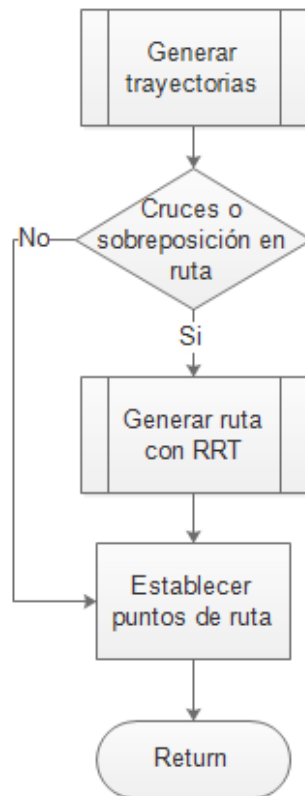 Generar
trayectorias
Cruces o
No
sobreposición en
ruta
Si
Generar ruta
con RRT
Establecer
puntos de ruta
Return